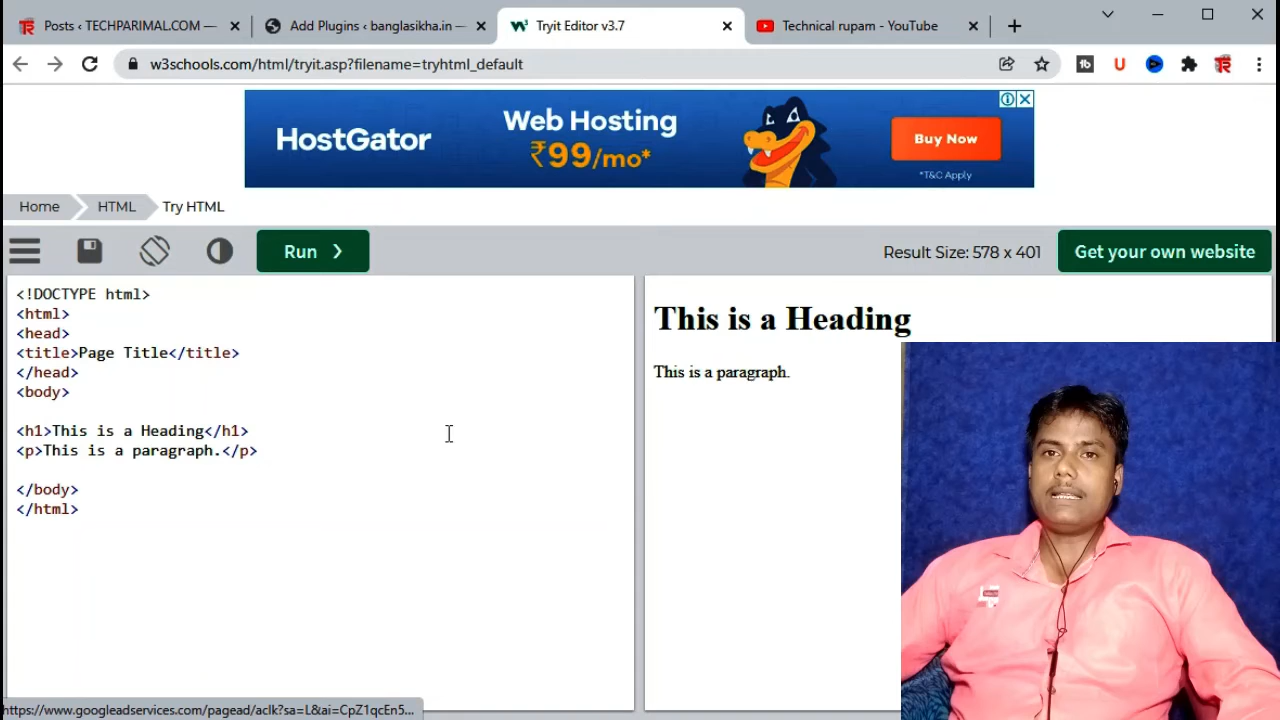 Posts ‹ TECHPARIMAL.COM —
Add Plugins ‹ banglasikha.in —
Tryit Editor v3.7
Technical rupam - YouTube
w3schools.com/html/tryit.asp?filename=tryhtml_default
HostGator
Web Hosting
₹99/mo*
Buy Now
*T&C Apply
Home
HTML
Try HTML
Run ❯
Result Size: 578 x 401
Get your own website
<!DOCTYPE html>
<html>
<head>
<title>Page Title</title>
</head>
<body>
<h1>This is a Heading</h1>
<p>This is a paragraph.</p>
</body>
</html>
This is a Heading
This is a paragraph.
https://www.googleadservices.com/pagead/aclk?sa=L&ai=CpZ1qcEn5...